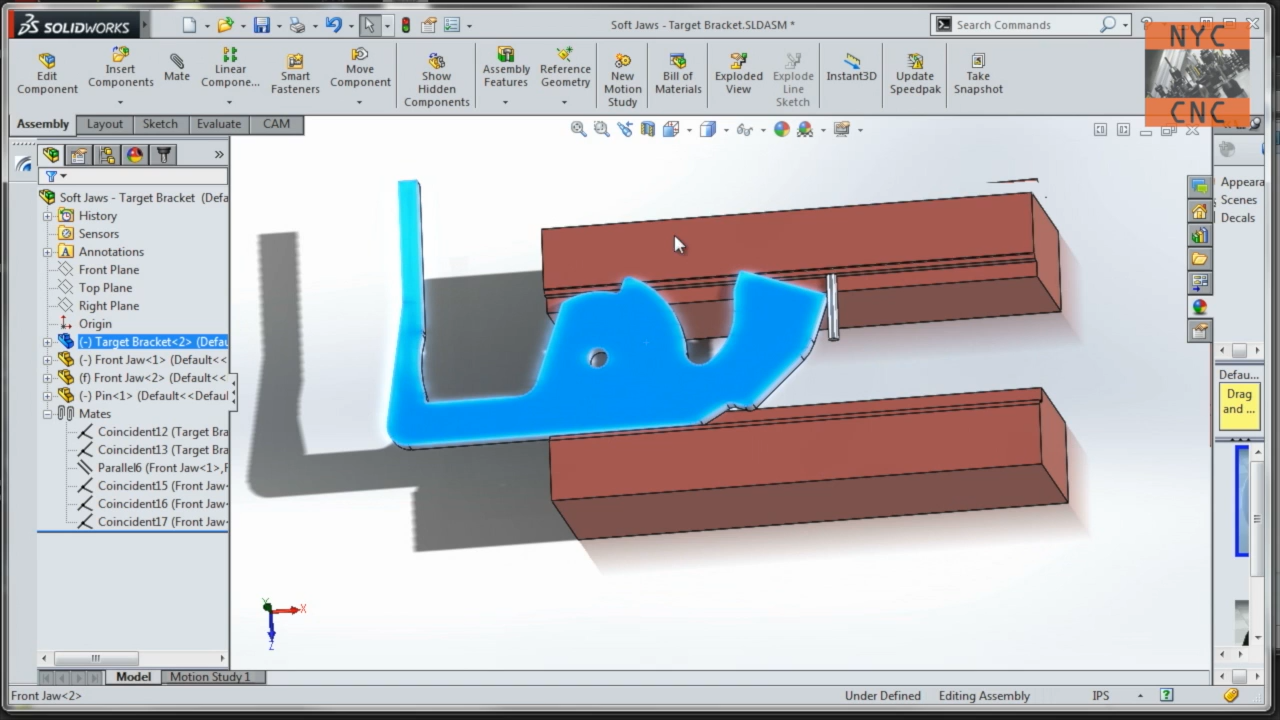 SOLIDWORKS
Soft Jaws - Target Bracket.SLDASM *
Search Commands
?
NYC
CNC
Edit
Component
Insert
Components
Mate
Linear
Compone...
Smart
Fasteners
Move
Component
Show
Hidden
Components
Assembly
Features
Reference
Geometry
New
Motion
Study
Bill of
Materials
Exploded
View
Explode
Line
Sketch
Instant3D
Update
Speedpak
Take
Snapshot
Assembly
Layout
Sketch
Evaluate
CAM
Soft Jaws - Target Bracket (Defa
History
Sensors
Annotations
Front Plane
Top Plane
Right Plane
Origin
(-) Target Bracket<2> (Defau
(-) Front Jaw<1> (Default<<
(f) Front Jaw<2> (Default<<
(-) Pin<1> (Default<<Defaul
Mates
Coincident12 (Target Bra
Coincident13 (Target Bra
Parallel6 (Front Jaw<1>,F
Coincident15 (Front Jaw<
Coincident16 (Front Jaw<
Coincident17 (Front Jaw<
Y
X
Z
Appeara
Scenes
Decals
Defau...
Drag
and ...
Model
Motion Study 1
Front Jaw<2>
Under Defined
Editing Assembly
IPS
?